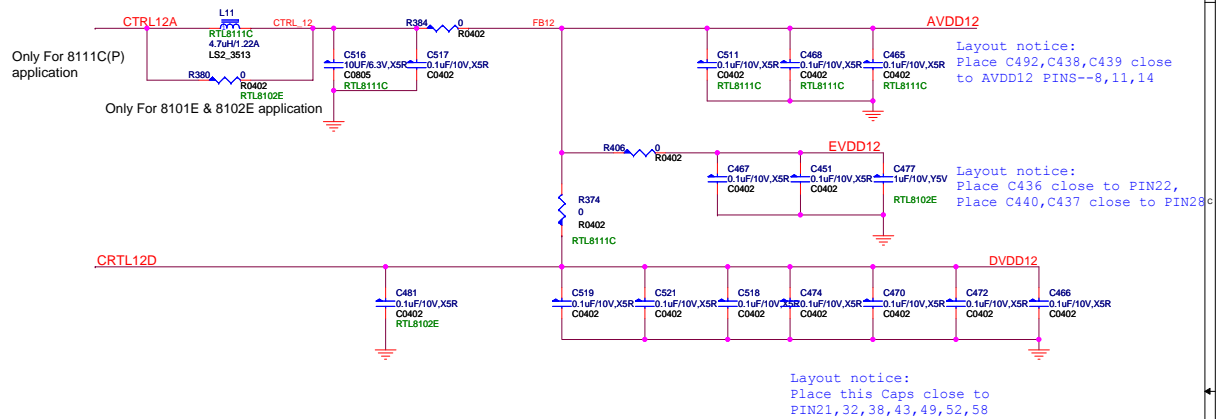 CTRL12A
L11
RTL8111C
4.7uH/1.22A
LS2_3513
CTRL_12
R384
0
R0402
FB12
AVDD12
Only For 8111C(P)
application
R380
0
R0402
RTL8102E
Only For 8101E & 8102E application
C516
10UF/6.3V,X5R
C0805
RTL8111C
C517
0.1uF/10V,X5R
C0402
C511
0.1uF/10V,X5R
C0402
RTL8111C
C468
0.1uF/10V,X5R
C0402
RTL8111C
C465
0.1uF/10V,X5R
C0402
RTL8111C
Layout notice:
Place C492,C438,C439 close
to AVDD12 PINS--8,11,14
R406
0
R0402
EVDD12
C467
0.1uF/10V,X5R
C0402
C451
0.1uF/10V,X5R
C0402
C477
1uF/10V,Y5V
RTL8102E
Layout notice:
Place C436 close to PIN22,
Place C440,C437 close to PIN28
C
R374
0
R0402
RTL8111C
CRTL12D
DVDD12
C481
0.1uF/10V,X5R
C0402
RTL8102E
C519
0.1uF/10V,X5R
C0402
C521
0.1uF/10V,X5R
C0402
C518
0.1uF/10V,X5R
C0402
C474
0.1uF/10V,X5R
C0402
C470
0.1uF/10V,X5R
C0402
C472
0.1uF/10V,X5R
C0402
C466
0.1uF/10V,X5R
C0402
Layout notice:
Place this Caps close to
PIN21,32,38,43,49,52,58